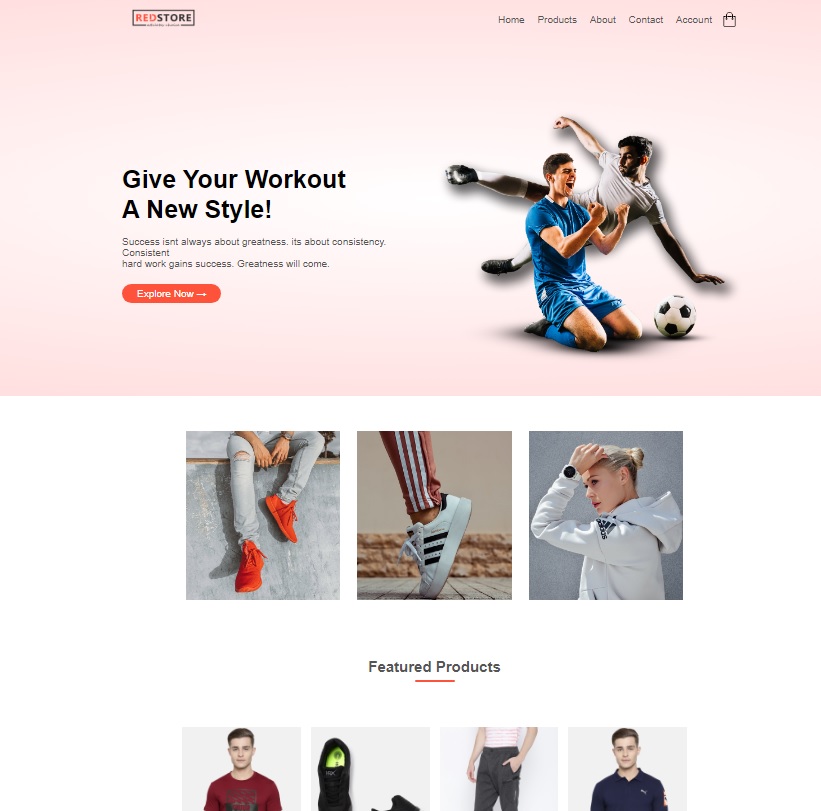 REDSTORE
Home Products About Contact Account
Give Your Workout
A New Style!
Success isnt always about greatness. its about consistency.
Consistent
hard work gains success. Greatness will come.
Explore Now →
Featured Products